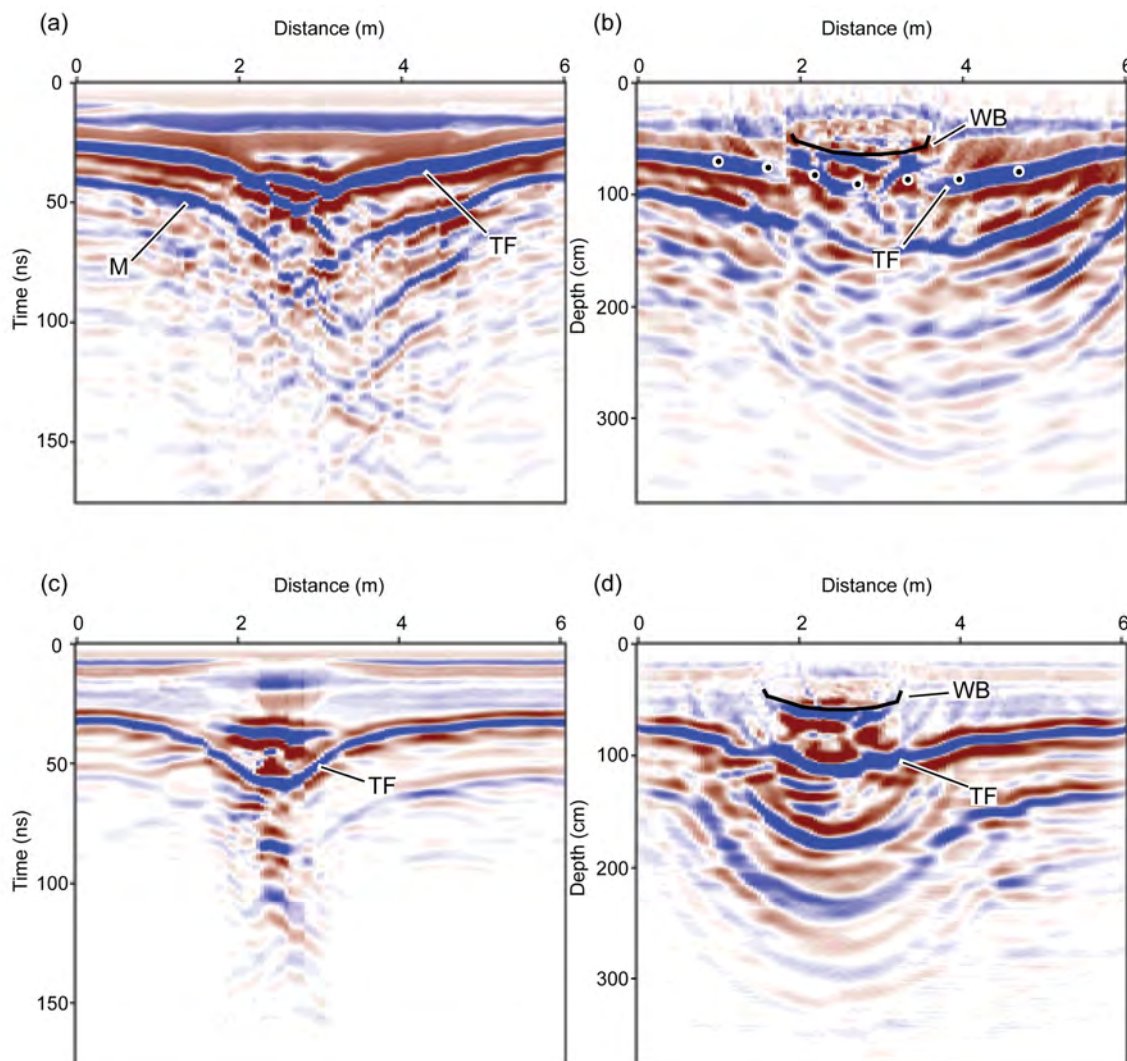 (a)
Distance (m)
0 2 4 6
Time (ns)
0
50
100
150
M
TF
(b)
Distance (m)
0 2 4 6
Depth (cm)
0
100
200
300
WB
TF
(c)
Distance (m)
0 2 4 6
Time (ns)
0
50
100
150
TF
(d)
Distance (m)
0 2 4 6
Depth (cm)
0
100
200
300
WB
TF